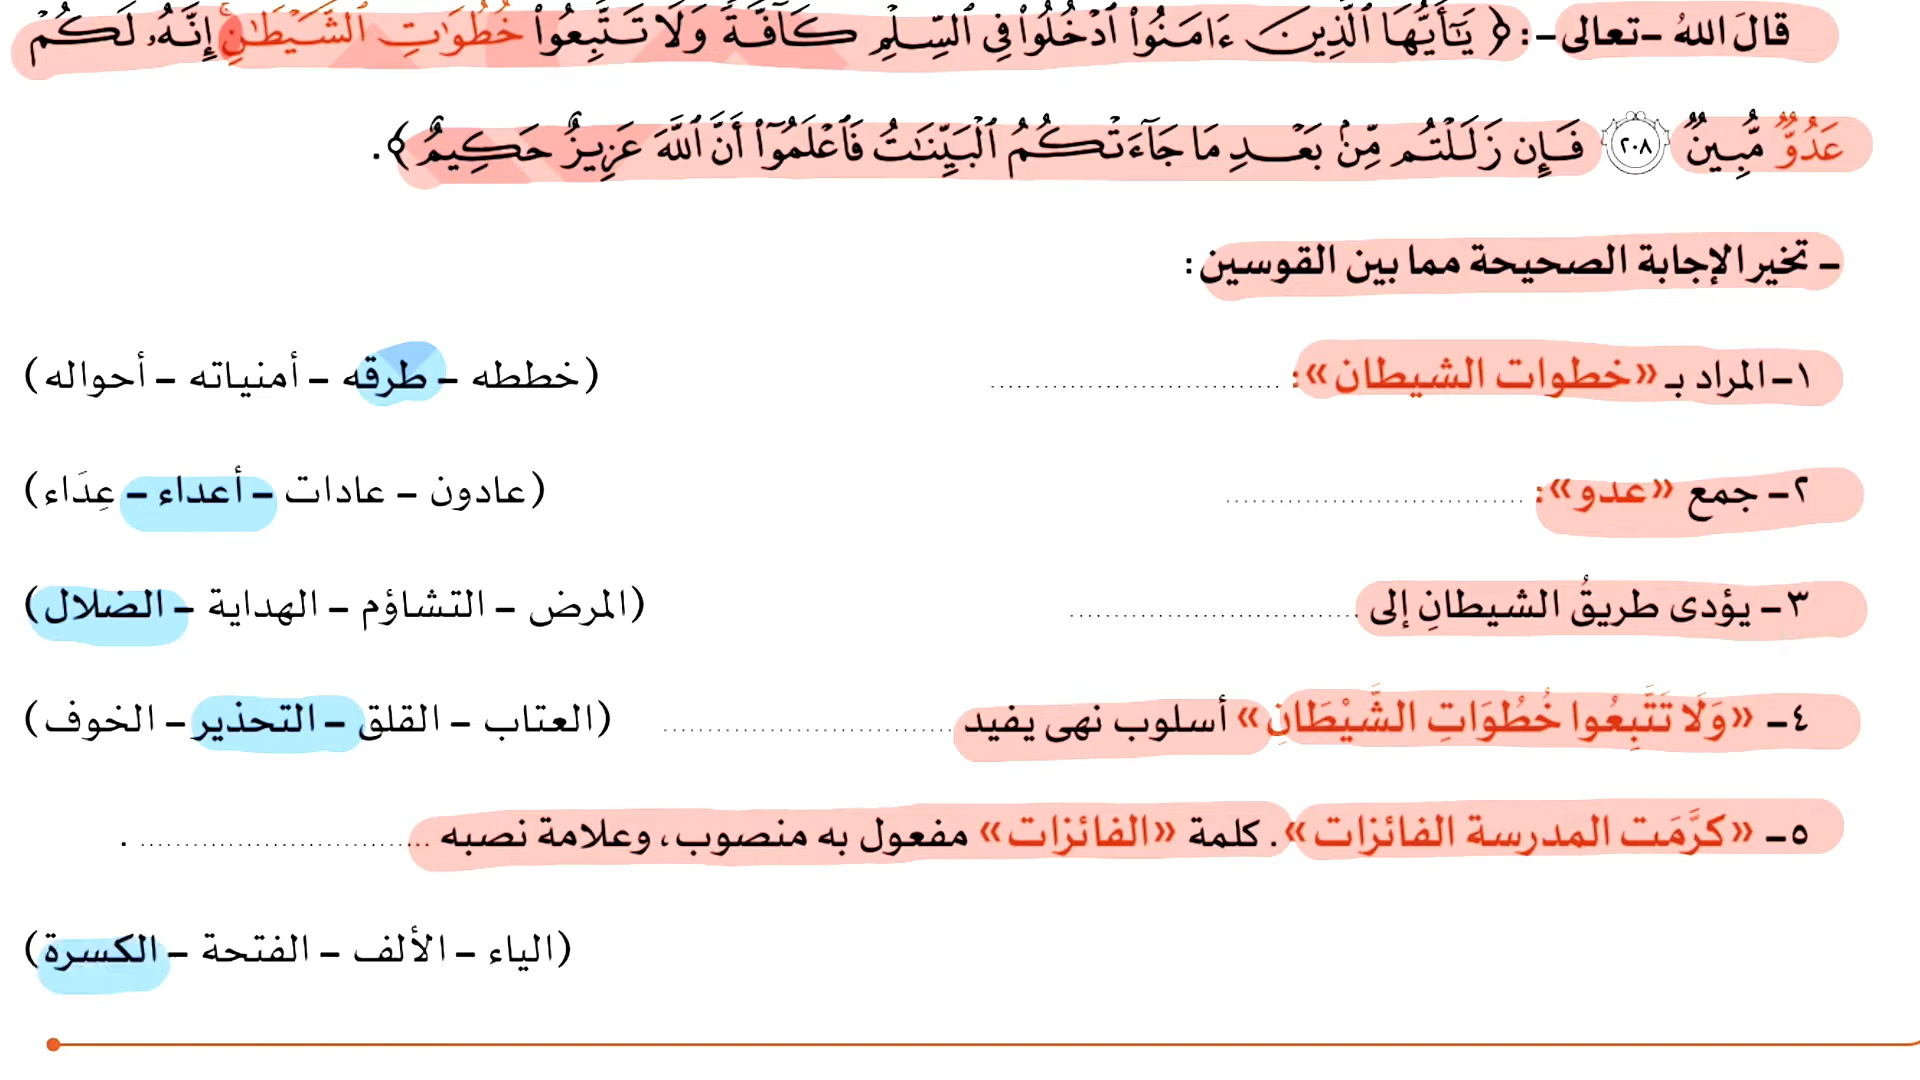 قالَ اللهُ -تعالى-: ﴿ يَٰٓأَيُّهَا ٱلَّذِينَ ءَامَنُواْ ٱدۡخُلُواْ فِي ٱلسِّلۡمِ كَآفَّةٗ وَلَا تَتَّبِعُواْ خُطُوَٰتِ ٱلشَّيۡطَٰنِۚ إِنَّهُۥ لَكُمۡ
عَدُوّٞ مُّبِينٞ ٢٠٨ فَإِن زَلَلۡتُم مِّنۢ بَعۡدِ مَا جَآءَتۡكُمُ ٱلۡبَيِّنَٰتُ فَٱعۡلَمُوٓاْ أَنَّ ٱللَّهَ عَزِيزٌ حَكِيمٌ ﴾.
- تخير الإجابة الصحيحة مما بين القوسين:
١- المراد بـ «خطوات الشيطان»: .............................. (خططه - طرقه - أمنياته - أحواله)
٢- جمع «عدو»: .............................. (عادون - عادات - أعداء - عِدَاء)
٣- يؤدى طريقُ الشيطانِ إلى .............................. (المرض - التشاؤم - الهداية - الضلال)
٤- «وَلَا تَتَّبِعُوا خُطُوَاتِ الشَّيْطَانِ» أسلوب نهى يفيد .............................. (العتاب - القلق - التحذير - الخوف)
٥- «كرَّمَت المدرسة الفائزات». كلمة «الفائزات» مفعول به منصوب، وعلامة نصبه .............................. .
(الياء - الألف - الفتحة - الكسرة)